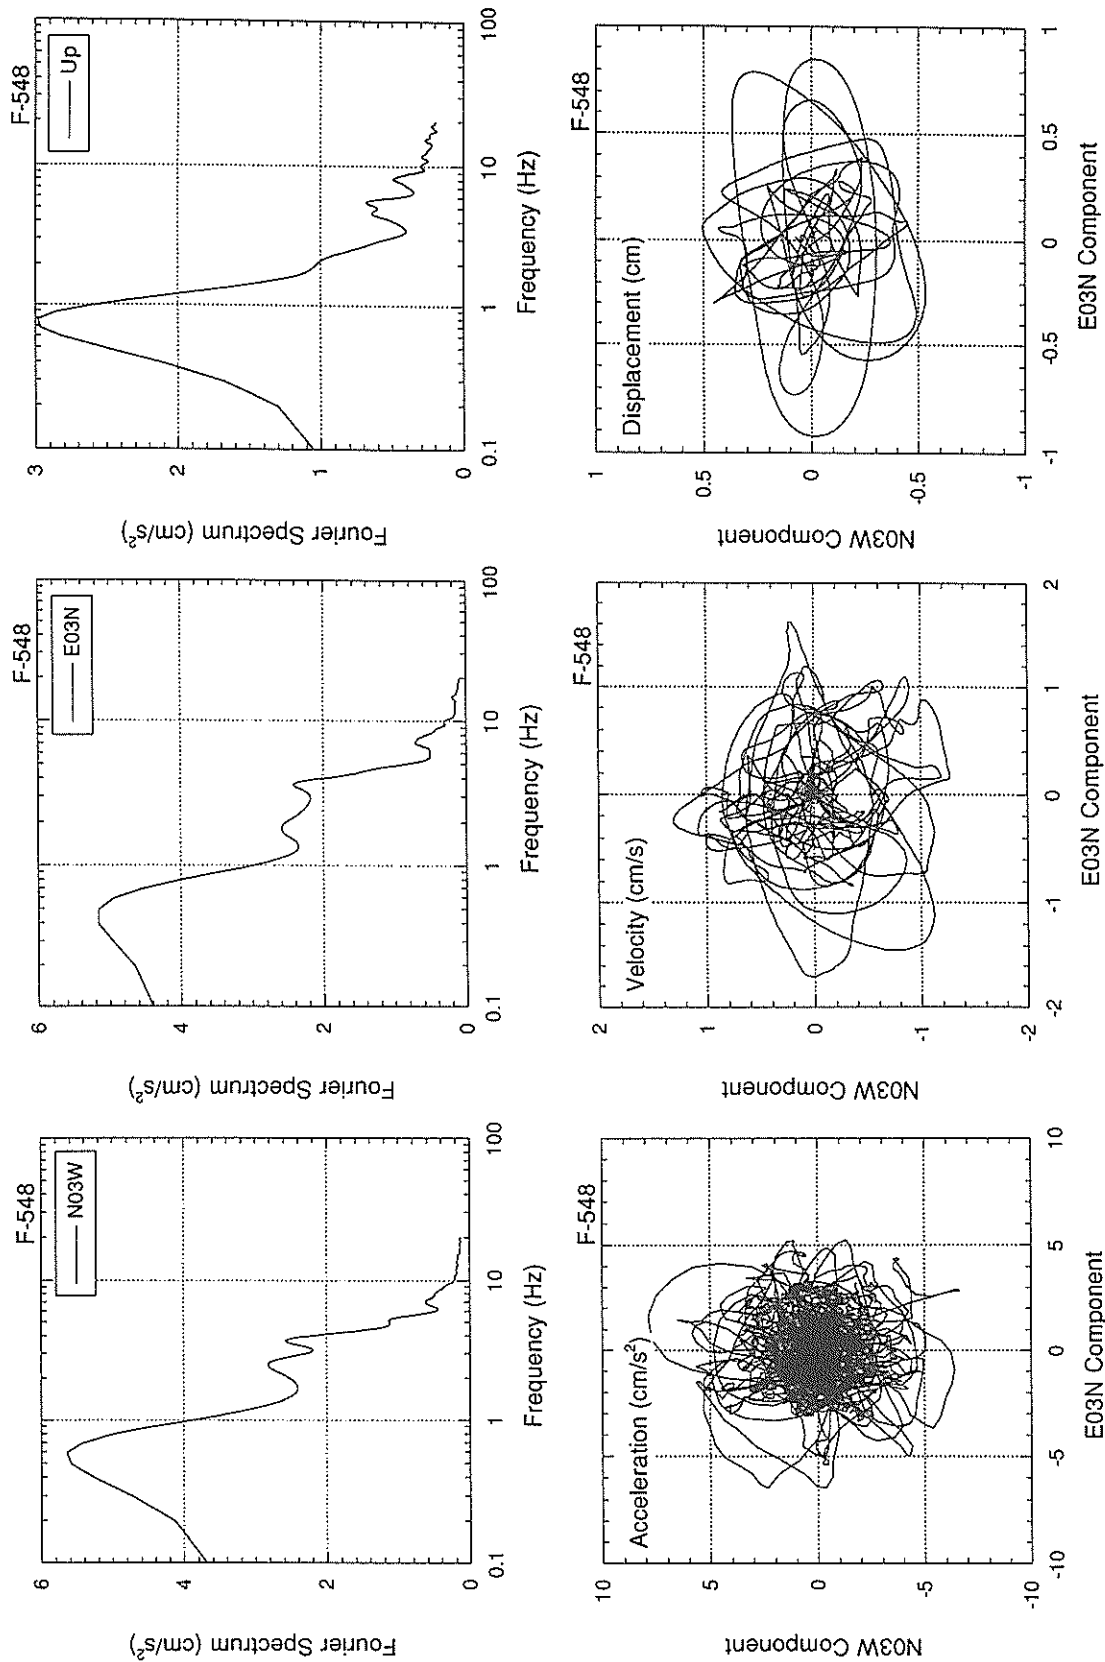 F-548
N03W
Fourier Spectrum (cm/s²)
6
4
2
0
0.1
1
10
100
Frequency (Hz)
F-548
E03N
Fourier Spectrum (cm/s²)
6
4
2
0
0.1
1
10
100
Frequency (Hz)
F-548
Up
Fourier Spectrum (cm/s²)
3
2
1
0
0.1
1
10
100
Frequency (Hz)
F-548
Acceleration (cm/s²)
N03W Component
10
5
0
-5
-10
-10
-5
0
5
10
E03N Component
F-548
Velocity (cm/s)
N03W Component
2
1
0
-1
-2
-2
-1
0
1
2
E03N Component
F-548
Displacement (cm)
N03W Component
1
0.5
0
-0.5
-1
-1
-0.5
0
0.5
1
E03N Component